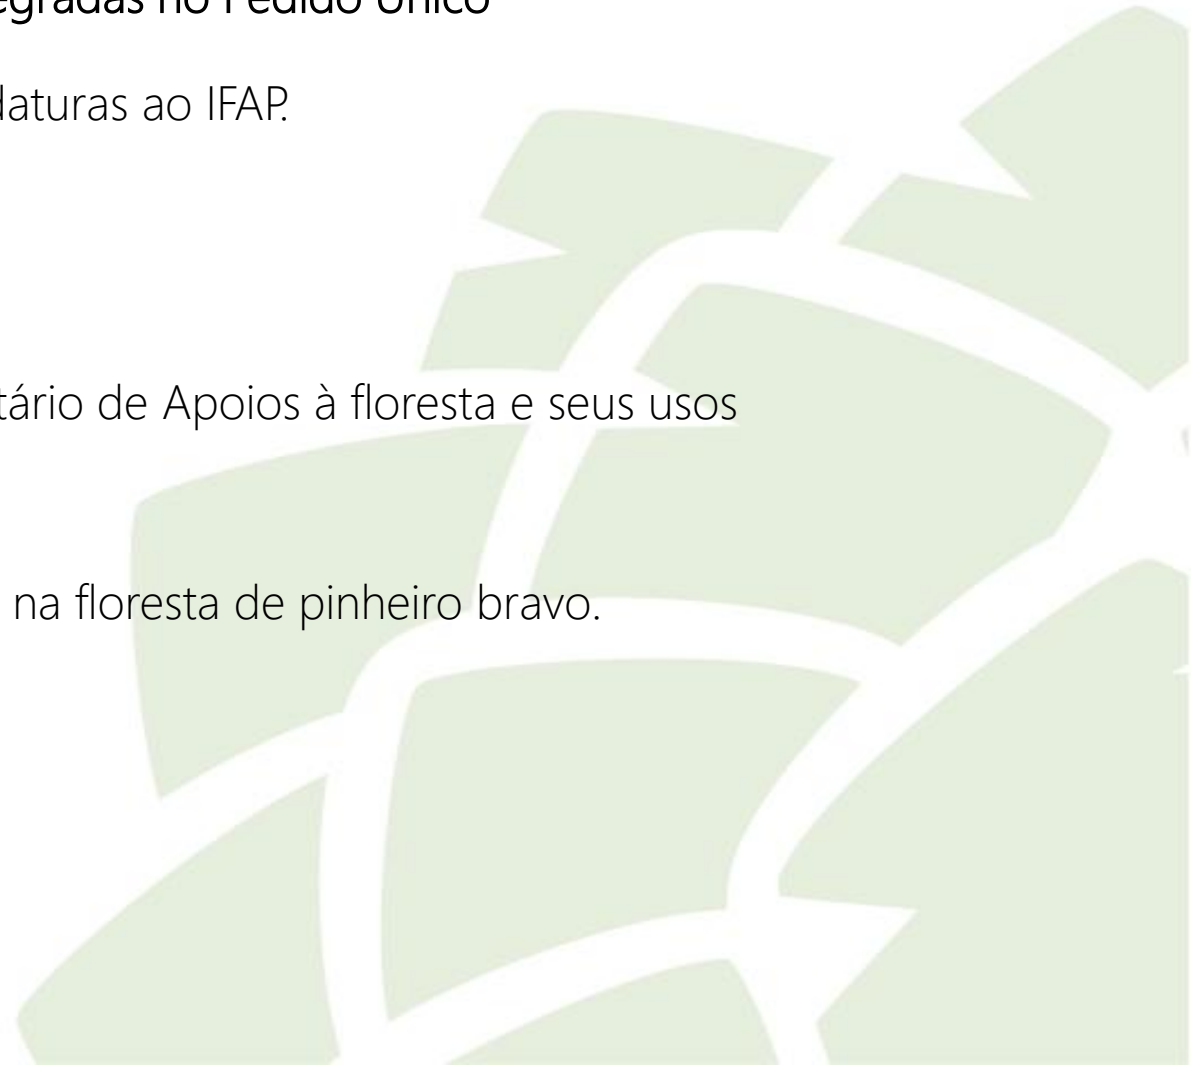 egradas no Pedido Único
daturas ao IFAP.
tário de Apoios à floresta e seus usos
na floresta de pinheiro bravo.